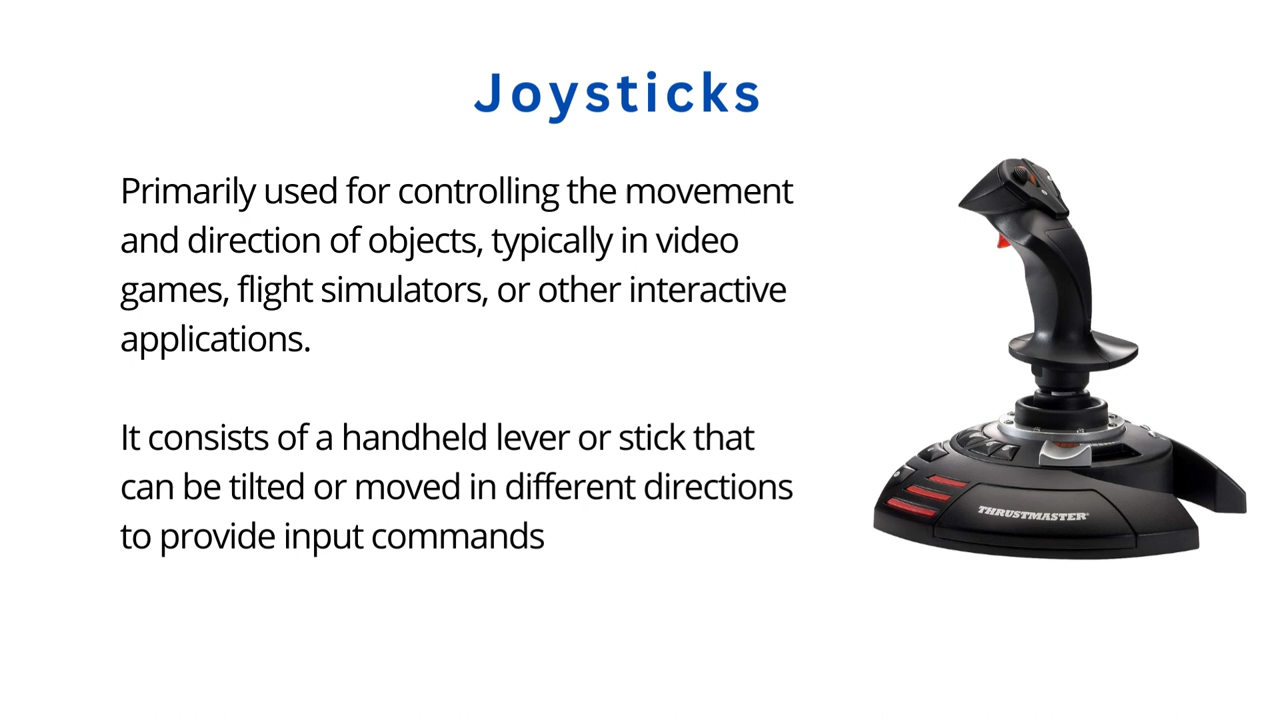 Joysticks
Primarily used for controlling the movement
and direction of objects, typically in video
games, flight simulators, or other interactive
applications.
It consists of a handheld lever or stick that
can be tilted or moved in different directions
to provide input commands
THRUSTMASTER®